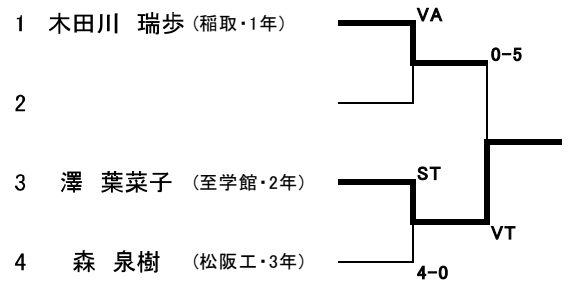 1 木田川 瑞歩 (稲取・1年)
VA
0-5
2
3 澤 葉菜子 (至学館・2年)
ST
VT
4 森 泉樹 (松阪工・3年)
4-0